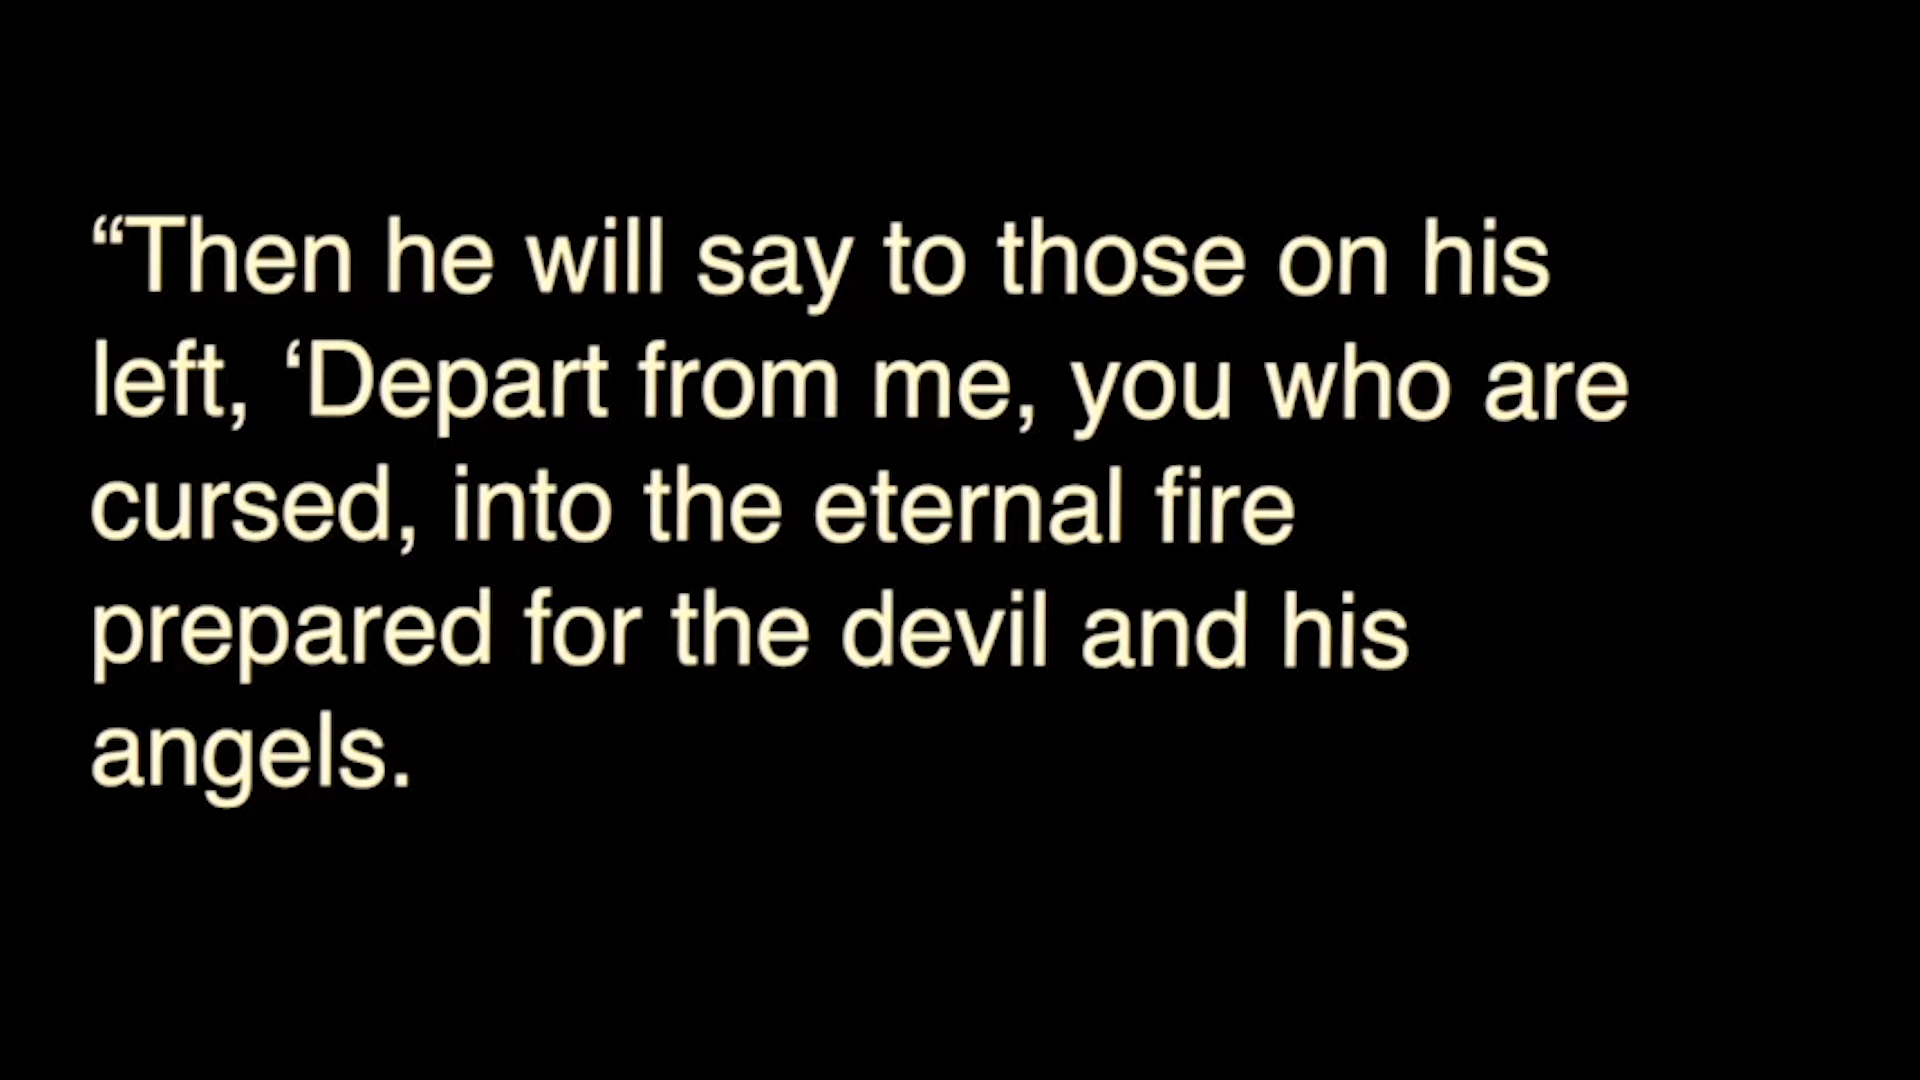 “Then he will say to those on his
left, ‘Depart from me, you who are
cursed, into the eternal fire
prepared for the devil and his
angels.